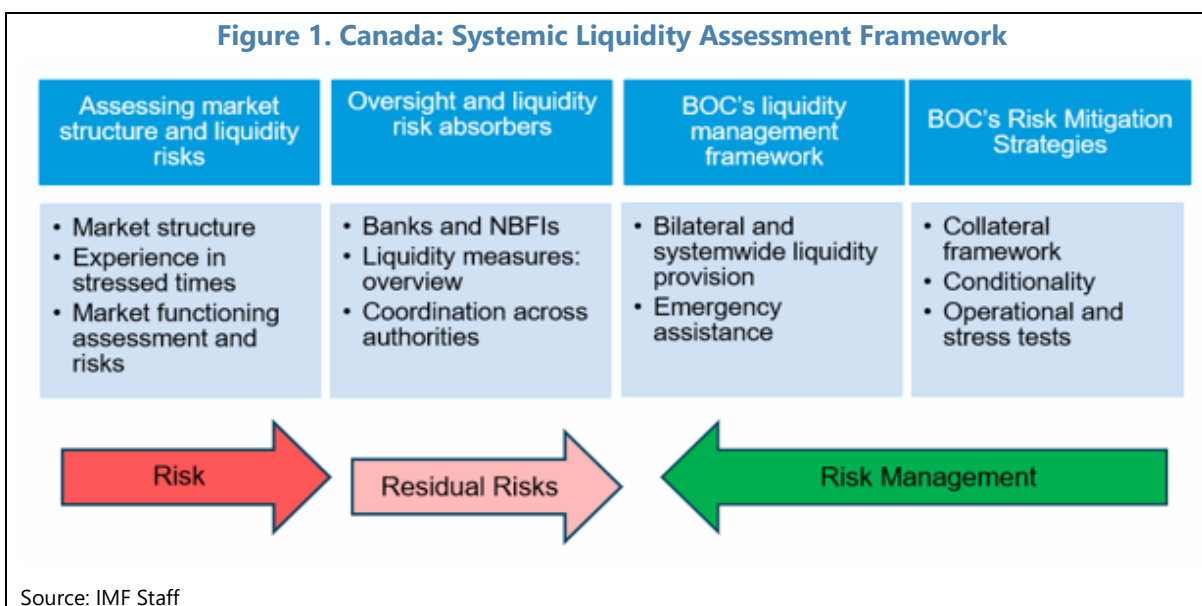 Figure 1. Canada: Systemic Liquidity Assessment Framework
Assessing market
structure and liquidity
risks
Oversight and liquidity
risk absorbers
BOC's liquidity
management
framework
BOC's Risk Mitigation
Strategies
• Market structure
• Experience in
stressed times
• Market functioning
assessment and
risks
• Banks and NBFIs
• Liquidity measures:
overview
• Coordination across
authorities
• Bilateral and
systemwide liquidity
provision
• Emergency
assistance
• Collateral
framework
• Conditionality
• Operational and
stress tests
Risk
Residual Risks
Risk Management
Source: IMF Staff